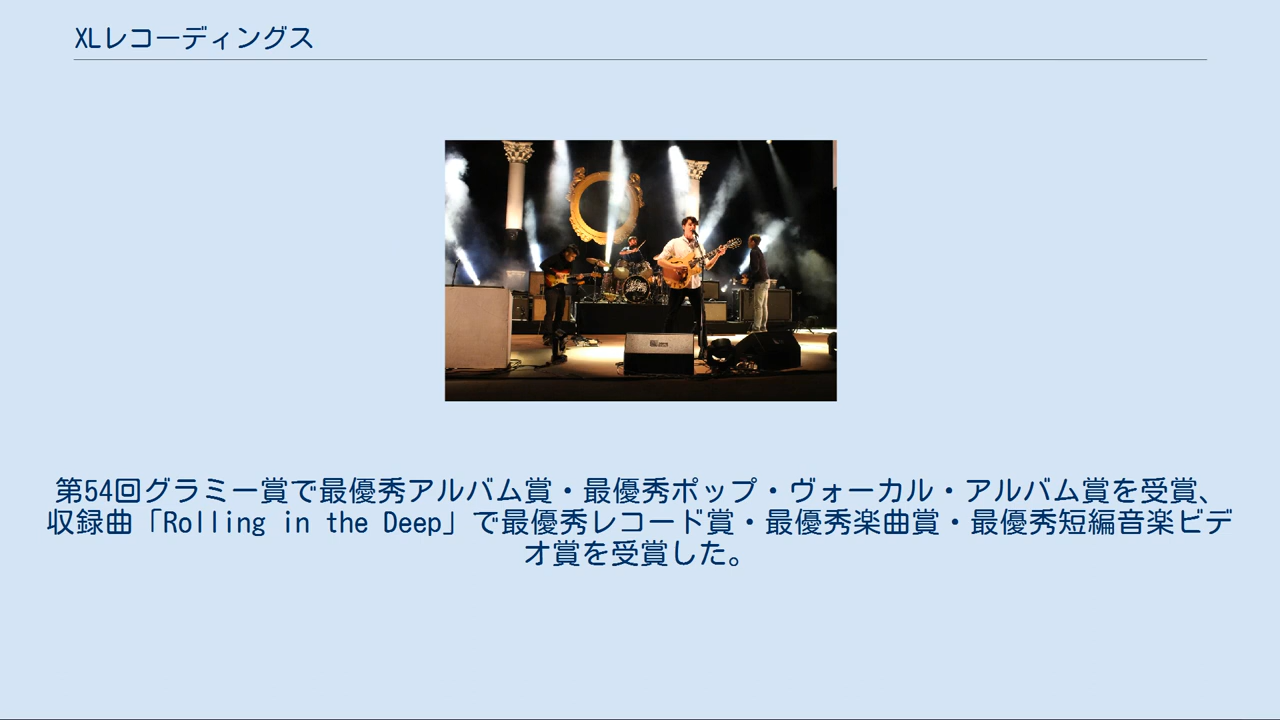 XLレコーディングス
第54回グラミー賞で最優秀アルバム賞・最優秀ポップ・ヴォーカル・アルバム賞を受賞、
収録曲「Rolling in the Deep」で最優秀レコード賞・最優秀楽曲賞・最優秀短編音楽ビデ
オ賞を受賞した。